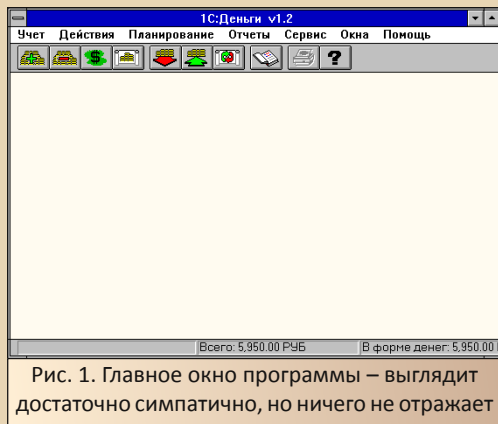 1С:Деньги v1.2
Учет Действия Планирование Отчеты Сервис Окна Помощь
Всего: 5,950.00 РУБ В форме денег: 5,950.00
Рис. 1. Главное окно программы – выглядит
достаточно симпатично, но ничего не отражает